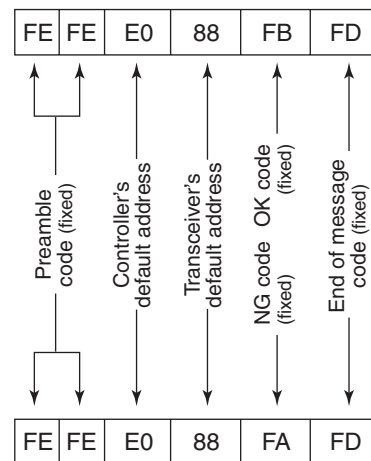 FE FE E0 88 FB FD
Preamble
code (fixed)
Controller's
default address
Transceiver's
default address
NG code OK code
(fixed) (fixed)
End of message
code (fixed)
FE FE E0 88 FA FD